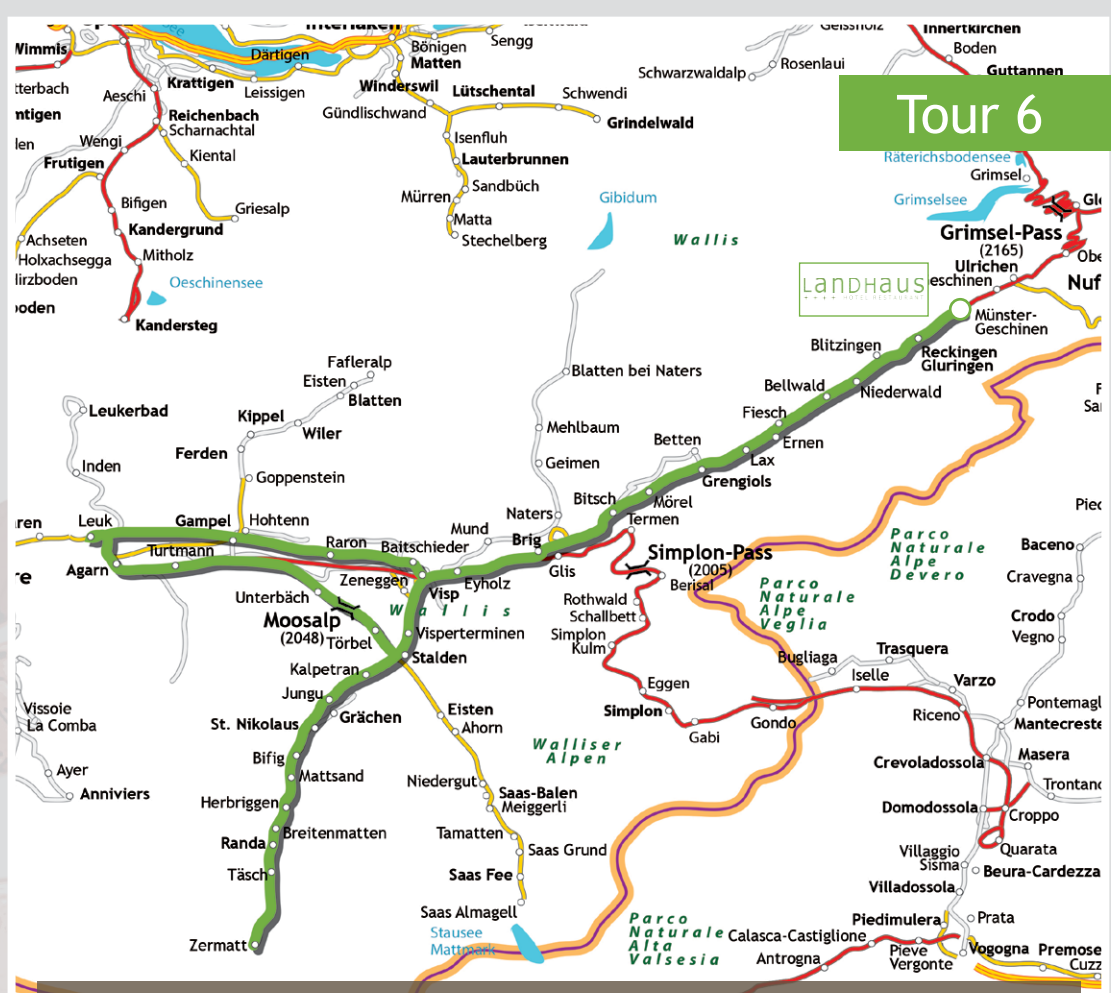 Interlaken
Geissholz
Innertkirchen
Wimmis
Därtigen
Bönigen
Sengg
Matten
Boden
Rosenlaui
Schwarzwaldalp
Guttannen
Krattigen
Leissigen
Winderswil
Lütschental
Schwendi
Aeschi
Gündlischwand
Grindelwald
Tour 6
Reichenbach
Scharnachtal
Isenfluh
Wengi
Kiental
Lauterbrunnen
Räterichsbodensee
Frutigen
Sandbüch
Grimsel
Mürren
Gibidum
Grimselsee
Bifigen
Griesalp
Matta
Kandergrund
Stechelberg
Wallis
Grimsel-Pass
(2165)
Achseten
Holxachsegga
Mitholz
Ulrichen
Oeschinensee
LANDHAUS
HOTEL RESTAURANT
eschinen
Nuf
Kandersteg
Münster-
Geschinen
Blitzingen
Reckingen
Gluringen
Fafleralp
Eisten
Blatten
Blatten bei Naters
Bellwald
Niederwald
Leukerbad
Kippel
Wiler
Mehlbaum
Fiesch
Ernen
Ferden
Betten
Inden
Goppenstein
Geimen
Lax
Grengiols
Bitsch
Mörel
Naters
Termen
Leuk
Gampel
Hohtenn
Mund
Brig
Turtmann
Raron
Baitschieder
Glis
Simplon-Pass
(2005)
Berisal
Agarn
Zeneggen
Visp
Eyholz
Parco
Naturale
Alpe
Devero
Baceno
Cravegna
Unterbäch
Wallis
Rothwald
Schallbett
Parco
Naturale
Alpe
Veglia
Moosalp
(2048)
Törbel
Visperterminen
Simplon
Kulm
Crodo
Vegno
Stalden
Bugliaga
Trasquera
Kalpetran
Jungu
Eggen
Iselle
Varzo
Grächen
Eisten
Simplon
Gondo
Riceno
Pontemagl
Vissoie
La Comba
St. Nikolaus
Ahorn
Gabi
Mantecreste
Bifig
Walliser
Alpen
Crevoladossola
Masera
Ayer
Mattsand
Niedergut
Trontano
Anniviers
Herbriggen
Saas-Balen
Meiggerli
Domodossola
Croppo
Breitenmatten
Tamatten
Randa
Saas Grund
Villaggio
Sisma
Quarata
Täsch
Saas Fee
Beura-Cardezza
Villadossola
Saas Almagell
Piedimulera
Prata
Zermatt
Stausee
Mattmark
Parco
Naturale
Alta
Valsesia
Calasca-Castiglione
Antrogna
Pieve
Vergonte
Vogogna
Premose
Cuzz